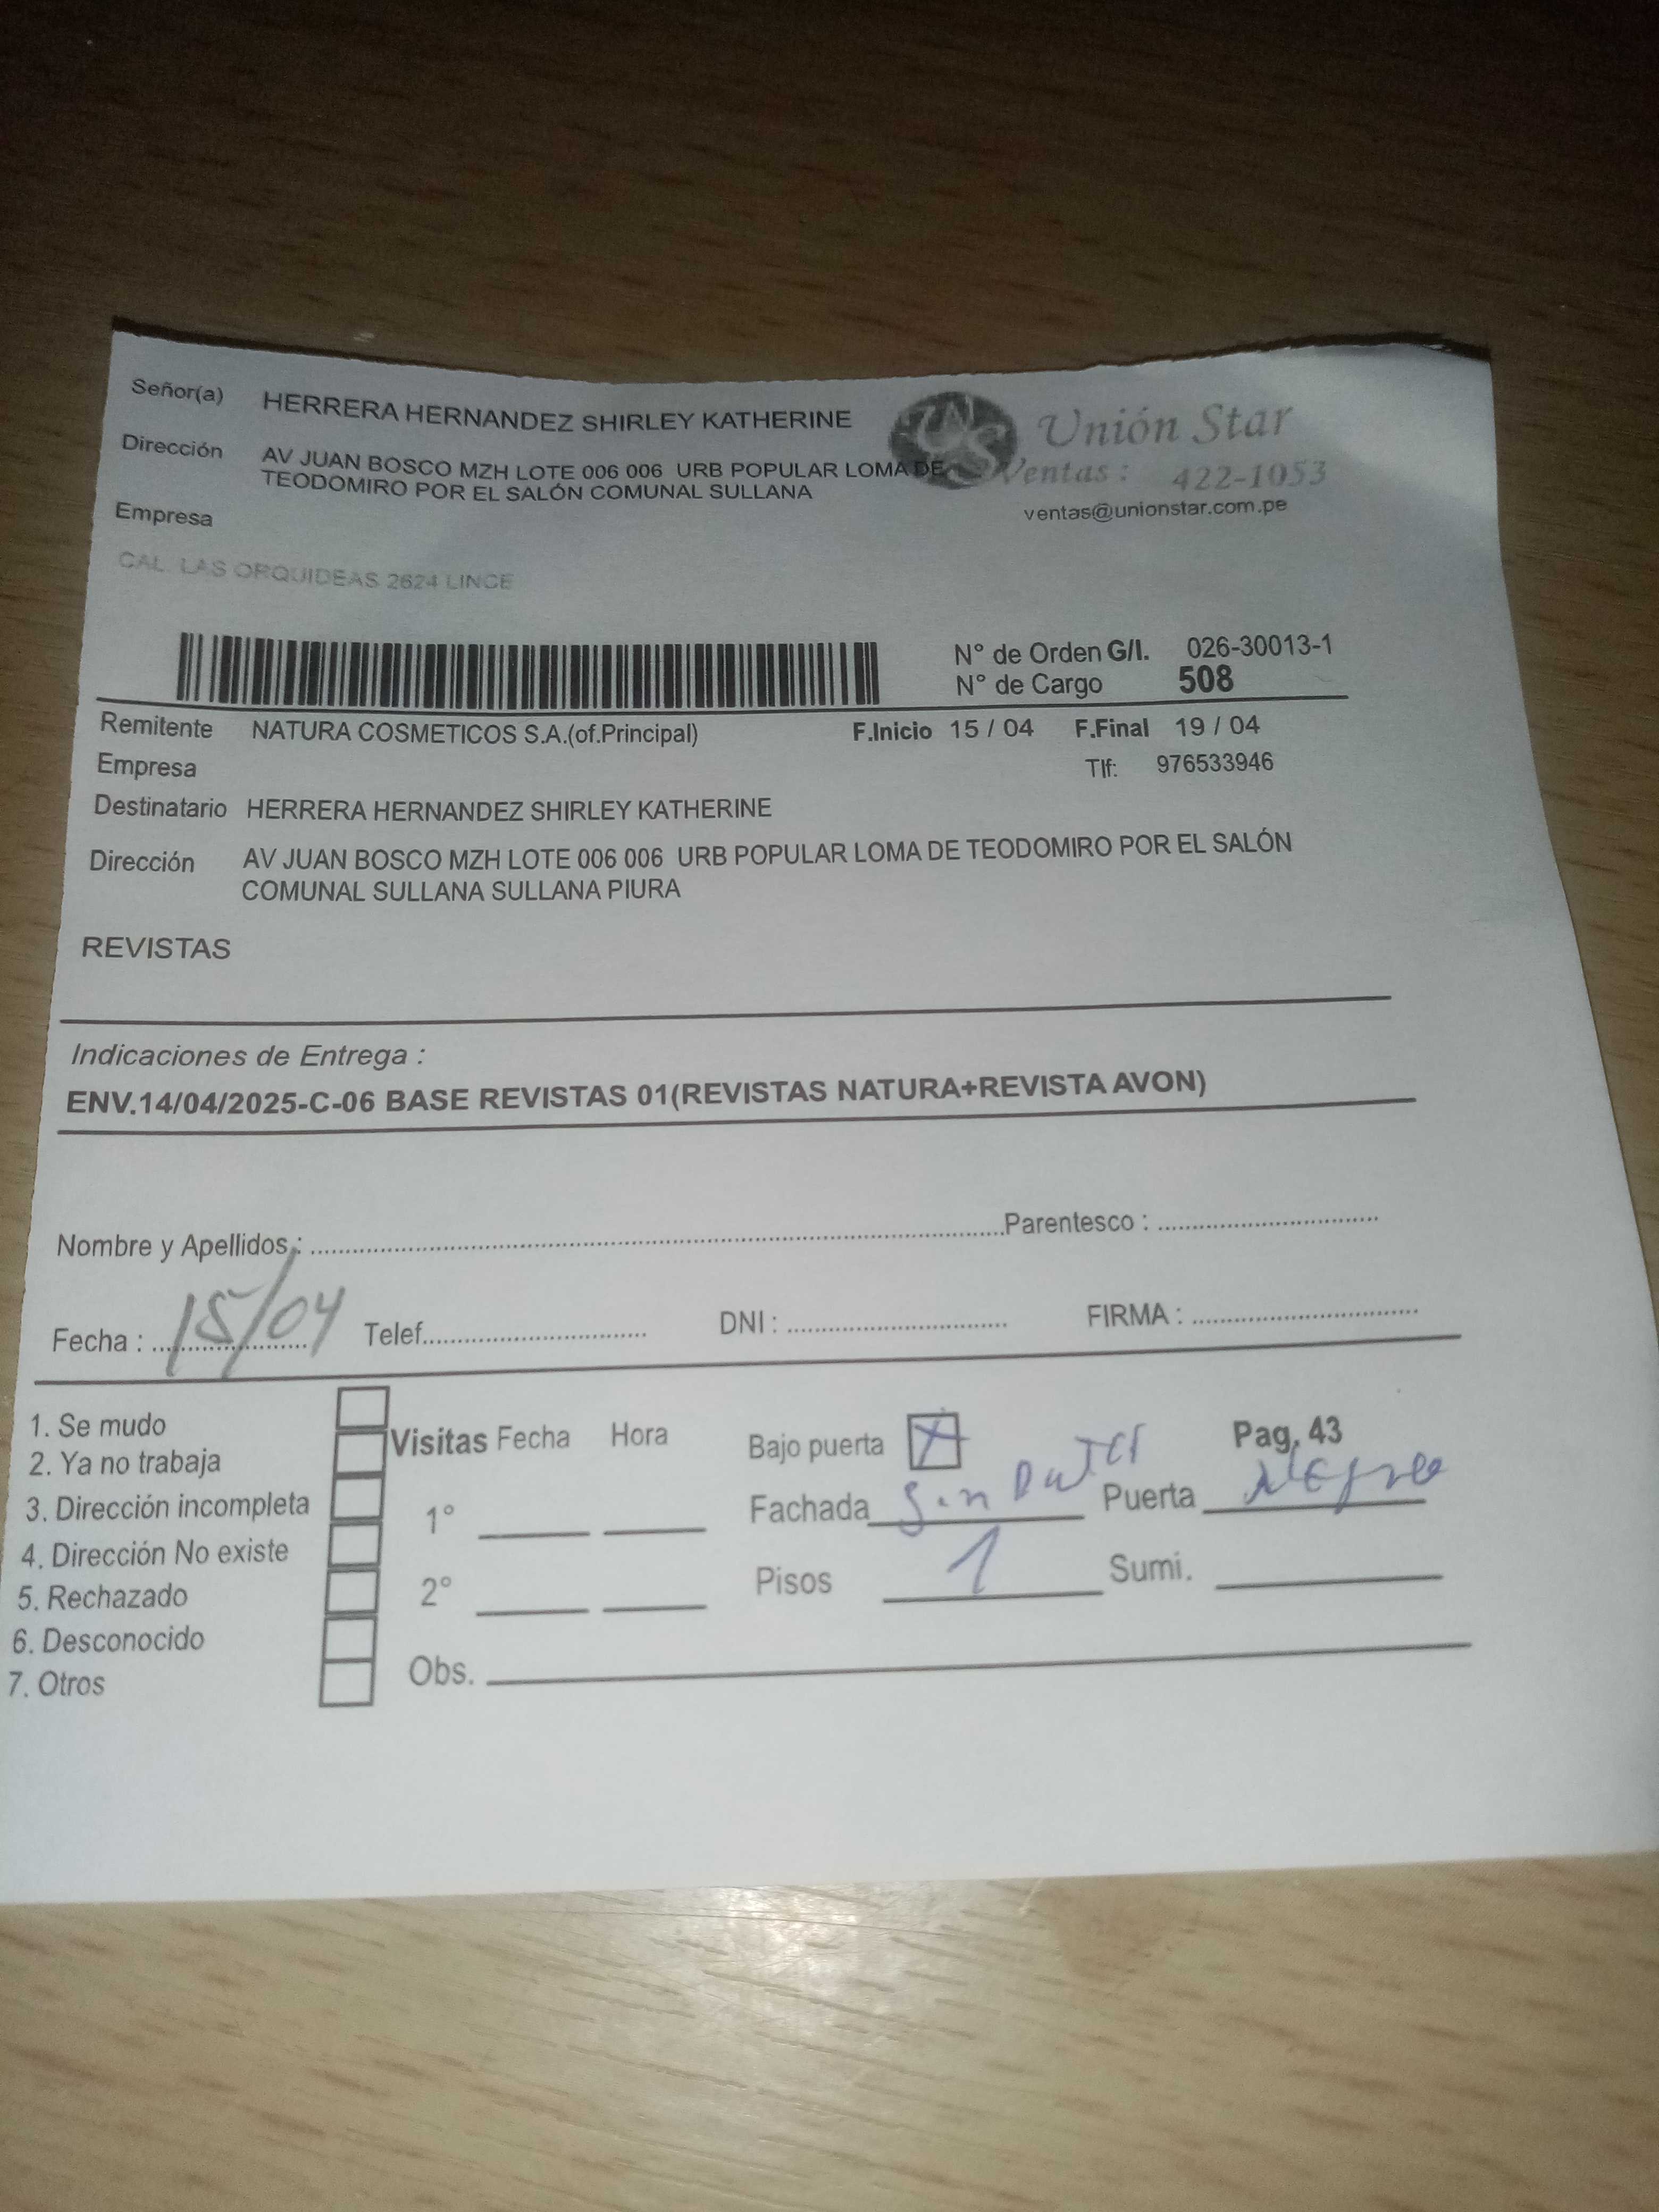 Señor(a) HERRERA HERNANDEZ SHIRLEY KATHERINE
Unión Star
Dirección AV JUAN BOSCO MZH LOTE 006 006 URB POPULAR LOMA DE
TEODOMIRO POR EL SALÓN COMUNAL SULLANA
Ventas : 422-1053
ventas@unionstar.com.pe
Empresa
CAL. LAS ORQUIDEAS 2624 LINCE
N° de Orden G/I. 026-30013-1
N° de Cargo 508
Remitente NATURA COSMETICOS S.A.(of.Principal) F.Inicio 15 / 04 F.Final 19 / 04
Empresa Tlf: 976533946
Destinatario HERRERA HERNANDEZ SHIRLEY KATHERINE
Dirección AV JUAN BOSCO MZH LOTE 006 006 URB POPULAR LOMA DE TEODOMIRO POR EL SALÓN
COMUNAL SULLANA SULLANA PIURA
REVISTAS
Indicaciones de Entrega :
ENV.14/04/2025-C-06 BASE REVISTAS 01(REVISTAS NATURA+REVISTA AVON)
Nombre y Apellidos : Parentesco :
Fecha : 15/04 Telef. DNI : FIRMA :
1. Se mudo
2. Ya no trabaja
3. Dirección incompleta
4. Dirección No existe
5. Rechazado
6. Desconocido
7. Otros
Visitas Fecha Hora
1°
2°
Obs.
Bajo puerta X Pag, 43
Fachada Sin Puerta Negro
Pisos 1 Sumi.